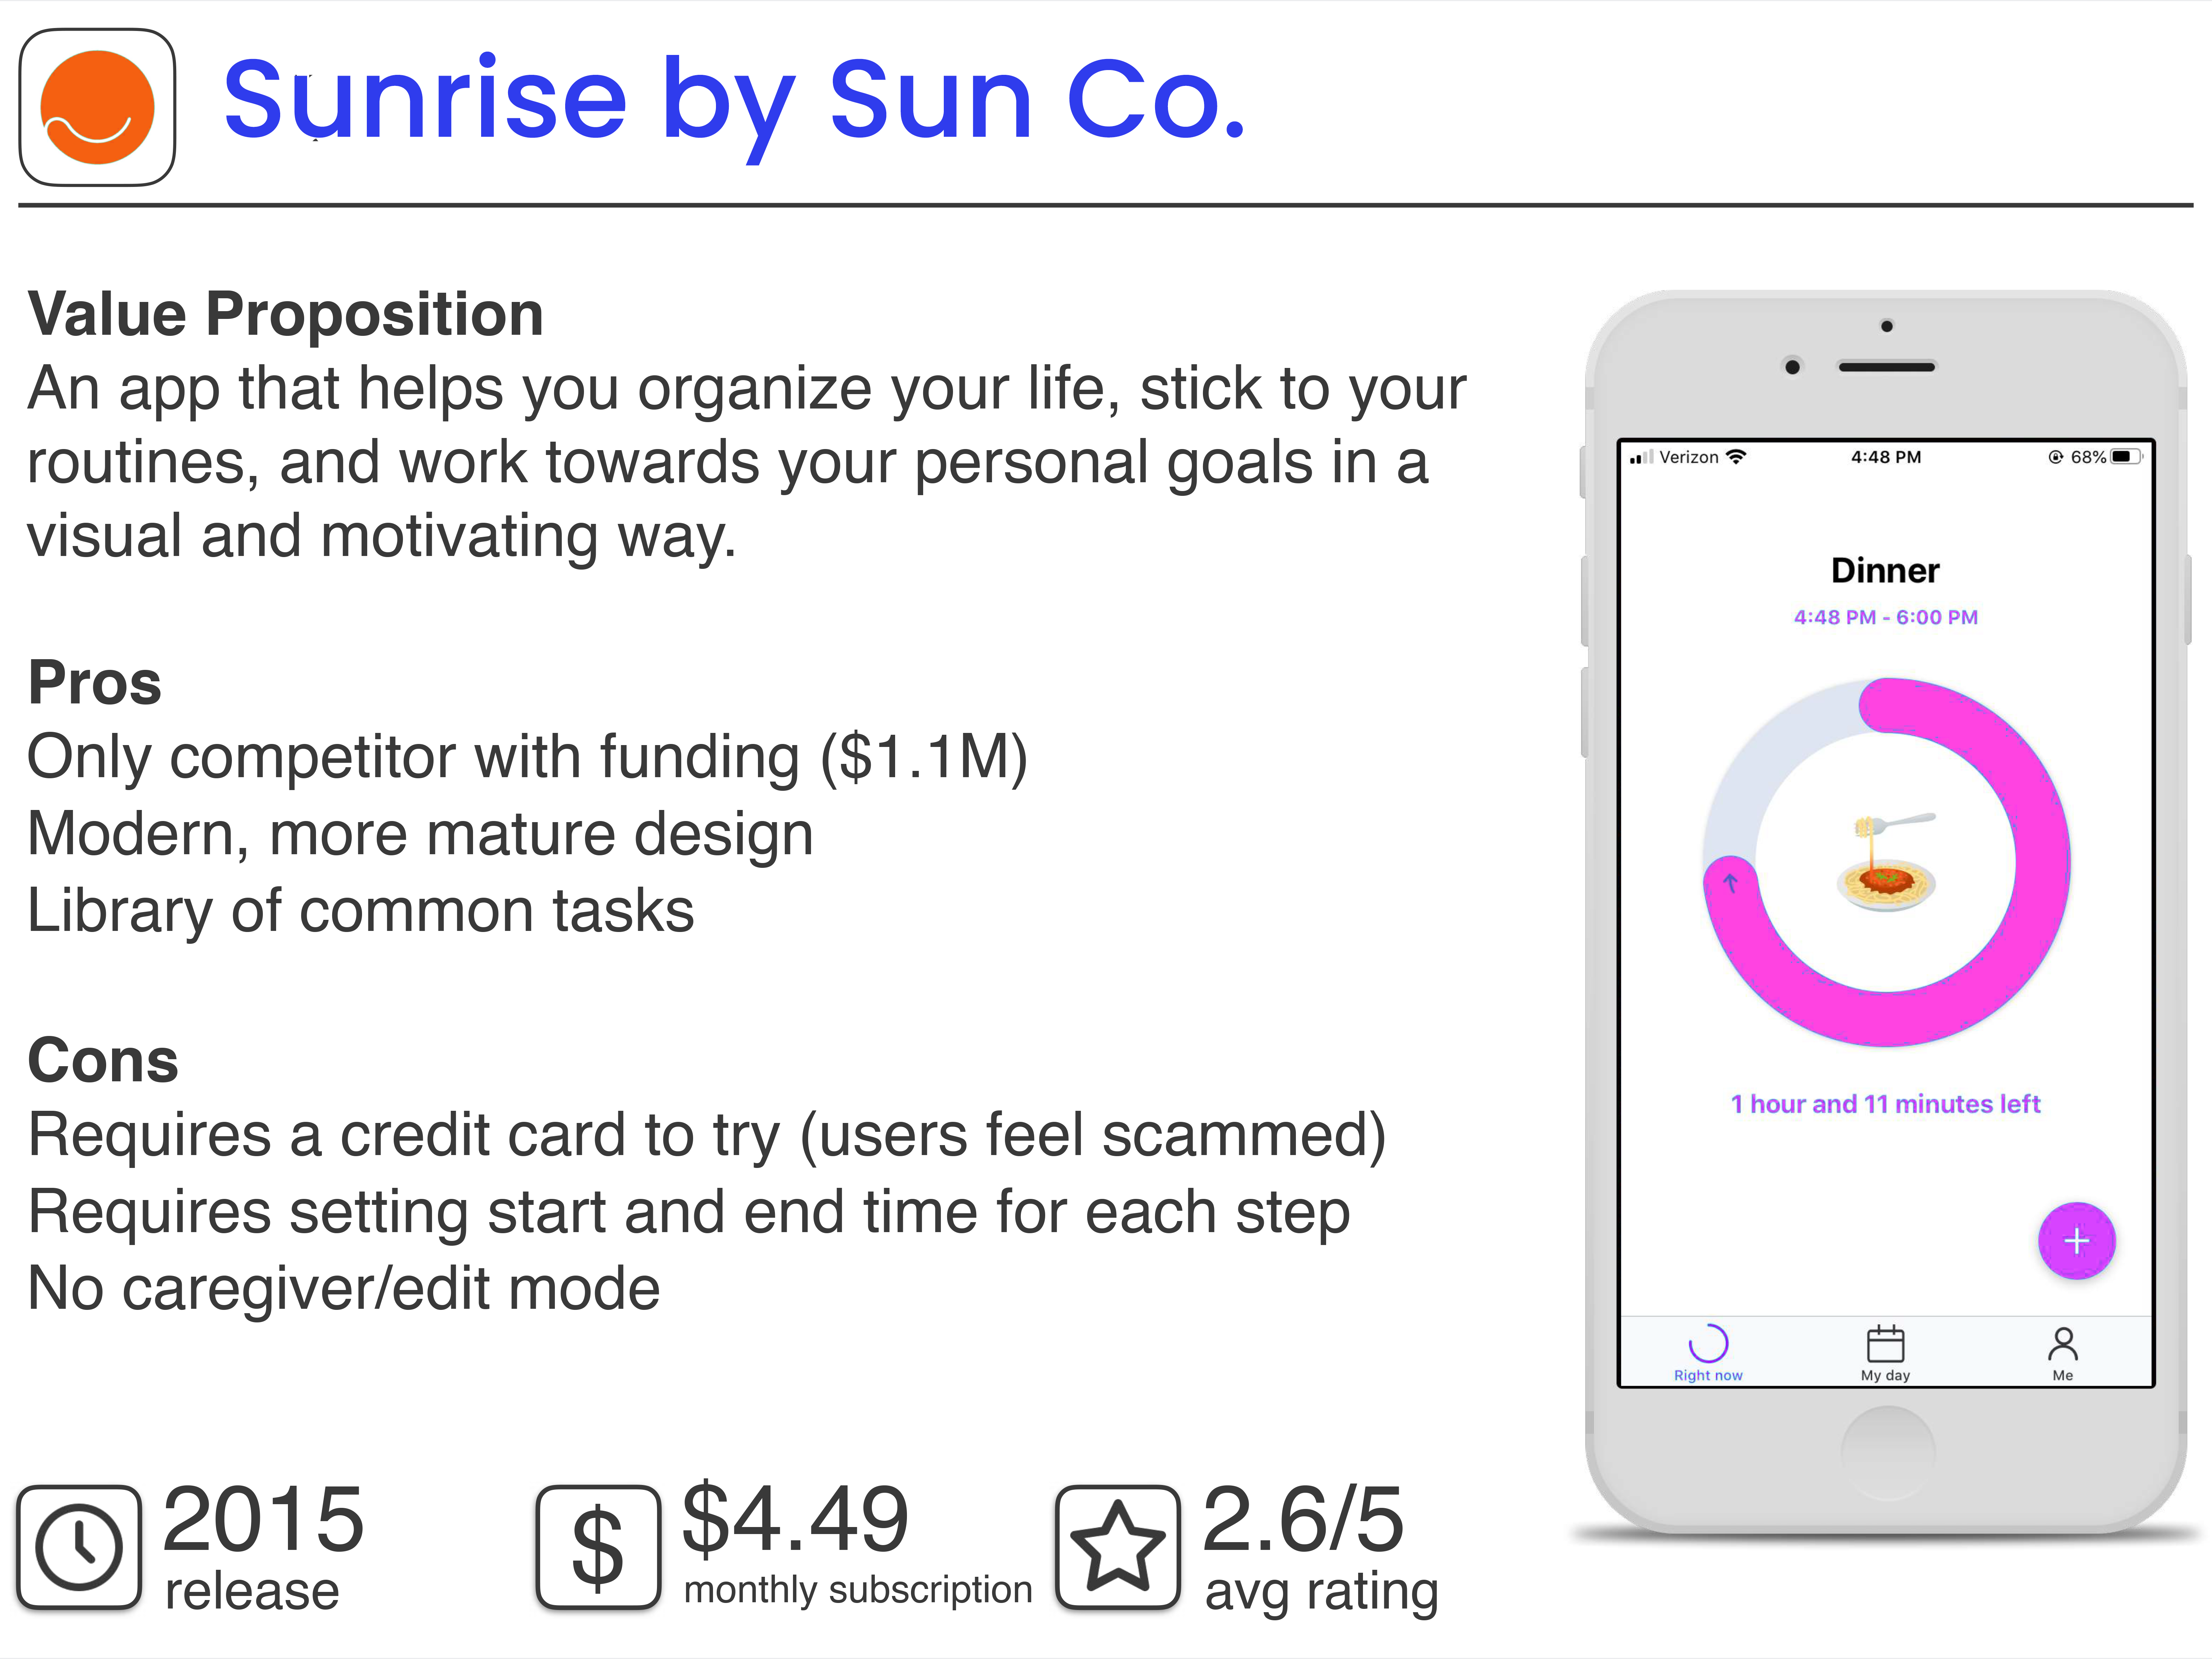 Sunrise by Sun Co.
Value Proposition
An app that helps you organize your life, stick to your
routines, and work towards your personal goals in a
visual and motivating way.
Pros
Only competitor with funding ($1.1M)
Modern, more mature design
Library of common tasks
Cons
Requires a credit card to try (users feel scammed)
Requires setting start and end time for each step
No caregiver/edit mode
$
2015
release
$4.49
monthly subscription
2.6/5
avg rating
Verizon 4:48 PM 68%
Dinner
4:48 PM - 6:00 PM
1 hour and 11 minutes left
+
Right now My day Me